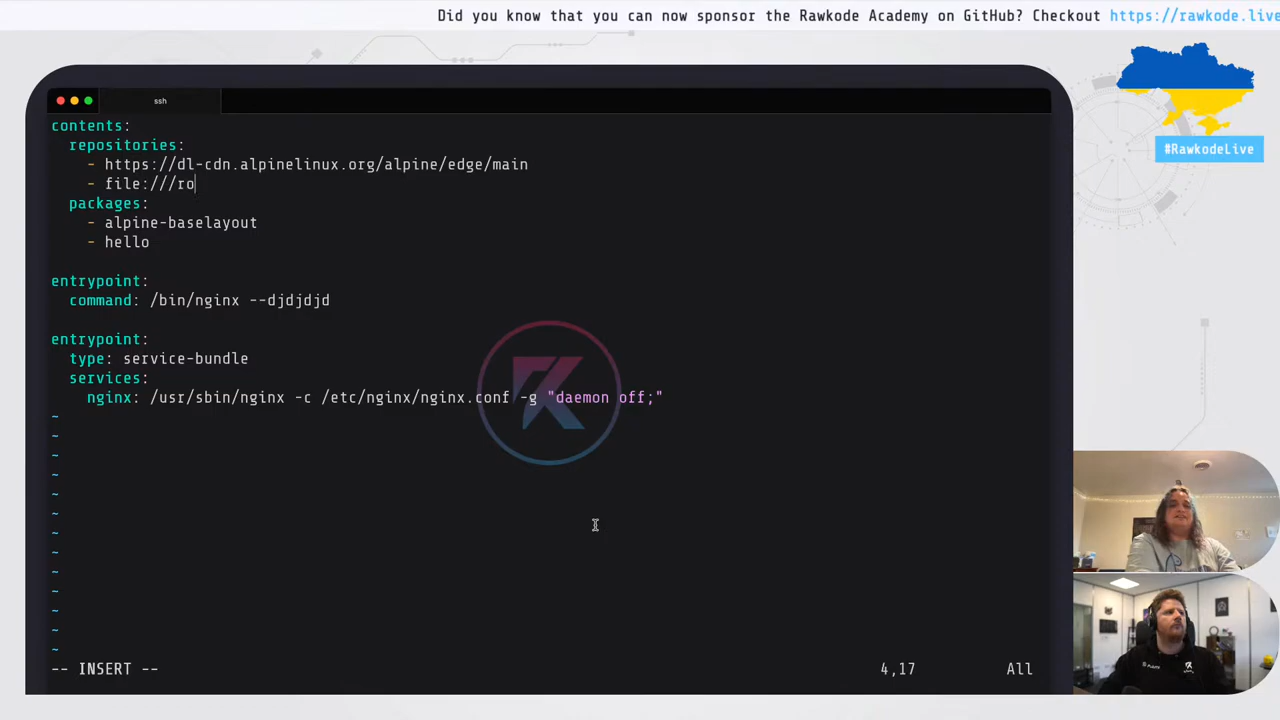 Did you know that you can now sponsor the Rawkode Academy on GitHub? Checkout https://rawkode.live
ssh
contents:
  repositories:
    - https://dl-cdn.alpinelinux.org/alpine/edge/main
    - file:///ro
  packages:
    - alpine-baselayout
    - hello
entrypoint:
  command: /bin/nginx --djdjdjd
entrypoint:
  type: service-bundle
  services:
    nginx: /usr/sbin/nginx -c /etc/nginx/nginx.conf -g "daemon off;"
~
~
~
~
~
~
~
~
~
~
~
~
~
-- INSERT -- 4,17 All
#RawkodeLive